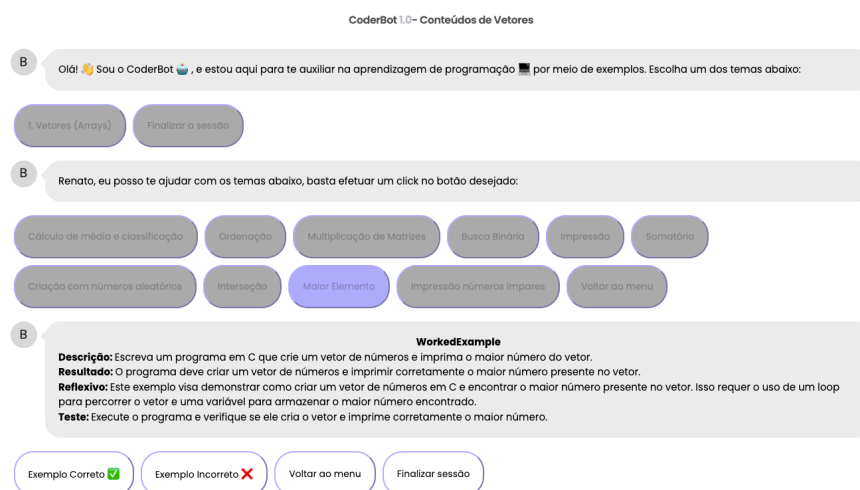 CoderBot 1.0- Conteúdos de Vetores
B
Olá! 👋 Sou o CoderBot 🤖 , e estou aqui para te auxiliar na aprendizagem de programação 💻 por meio de exemplos. Escolha um dos temas abaixo:
1. Vetores (Arrays) Finalizar a sessão
B
Renato, eu posso te ajudar com os temas abaixo, basta efetuar um click no botão desejado:
Cálculo de média e classificação Ordenação Multiplicação de Matrizes Busca Binária Impressão Somatório
Criação com números aleatórios Interseção Maior Elemento Impressão números ímpares Voltar ao menu
B
WorkedExample
Descrição: Escreva um programa em C que crie um vetor de números e imprima o maior número do vetor.
Resultado: O programa deve criar um vetor de números e imprimir corretamente o maior número presente no vetor.
Reflexivo: Este exemplo visa demonstrar como criar um vetor de números em C e encontrar o maior número presente no vetor. Isso requer o uso de um loop
para percorrer o vetor e uma variável para armazenar o maior número encontrado.
Teste: Execute o programa e verifique se ele cria o vetor e imprime corretamente o maior número.
Exemplo Correto ✅ Exemplo Incorreto ❌ Voltar ao menu Finalizar sessão